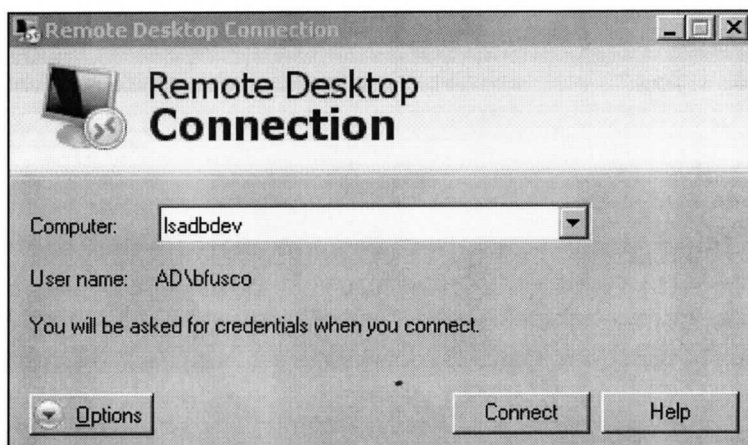 Remote Desktop Connection
Remote Desktop
Connection
Computer: lsadbdev
User name: AD\bfusco
You will be asked for credentials when you connect.
Options Connect Help